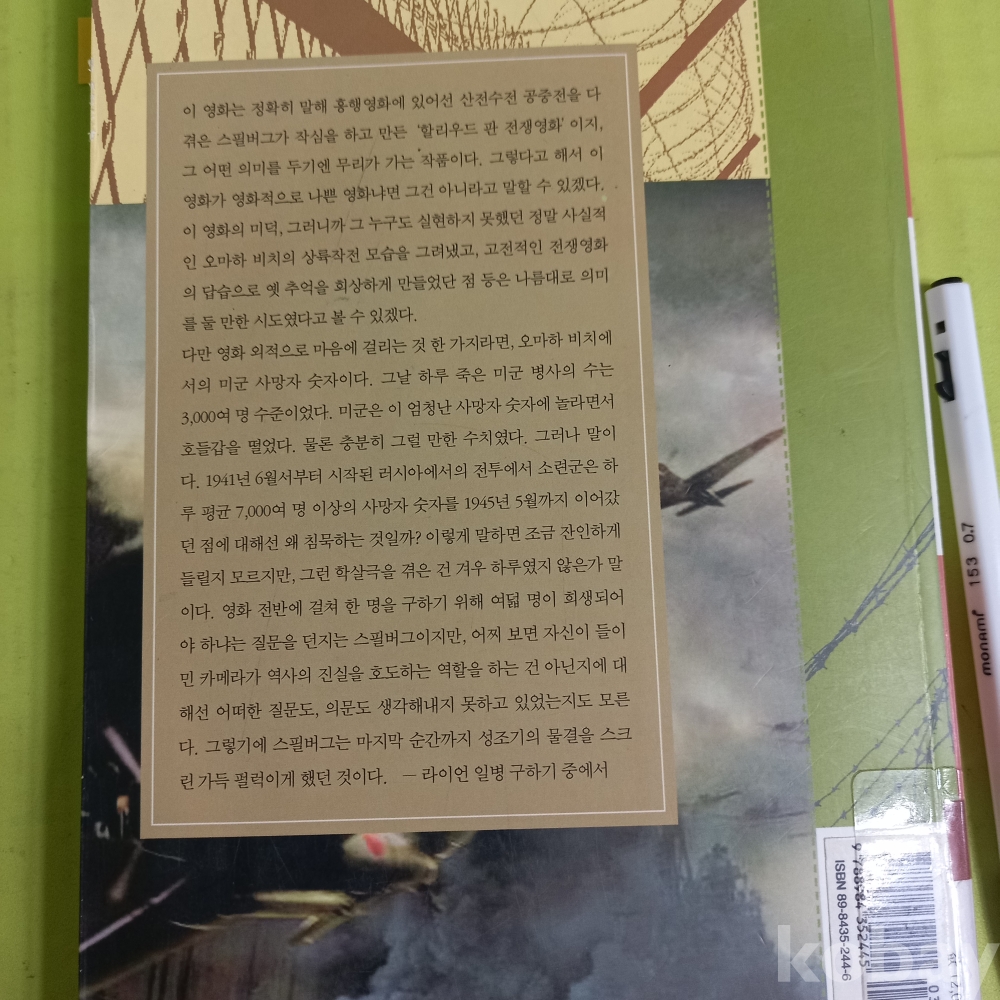 이 영화는 정확히 말해 흥행영화에 있어선 산전수전 공중전을 다
겪은 스필버그가 작심을 하고 만든 '할리우드 판 전쟁영화'이지,
그 어떤 의미를 두기엔 무리가 가는 작품이다. 그렇다고 해서 이
영화가 영화적으로 나쁜 영화냐면 그건 아니라고 말할 수 있겠다.
이 영화의 미덕, 그러니까 그 누구도 실현하지 못했던 정말 사실적
인 오마하 비치의 상륙작전 모습을 그려냈고, 고전적인 전쟁영화
의 답습으로 옛 추억을 회상하게 만들었단 점 등은 나름대로 의미
를 둘 만한 시도였다고 볼 수 있겠다.
다만 영화 외적으로 마음에 걸리는 것 한 가지라면, 오마하 비치에
서의 미군 사망자 숫자이다. 그날 하루 죽은 미군 병사의 수는
3,000여 명 수준이었다. 미군은 이 엄청난 사망자 숫자에 놀라면서
호들갑을 떨었다. 물론 충분히 그럴 만한 수치였다. 그러나 말이
다. 1941년 6월서부터 시작된 러시아에서의 전투에서 소련군은 하
루 평균 7,000여 명 이상의 사망자 숫자를 1945년 5월까지 이어갔
던 점에 대해선 왜 침묵하는 것일까? 이렇게 말하면 조금 잔인하게
들릴지 모르지만, 그런 학살극을 겪은 건 겨우 하루였지 않은가 말
이다. 영화 전반에 걸쳐 한 명을 구하기 위해 여덟 명이 희생되어
야 하냐는 질문을 던지는 스필버그이지만, 어찌 보면 자신이 들이
민 카메라가 역사의 진실을 호도하는 역할을 하는 건 아닌지에 대
해선 어떠한 질문도, 의문도 생각해내지 못하고 있었는지도 모른
다. 그렇기에 스필버그는 마지막 순간까지 성조기의 물결을 스크
린 가득 펄럭이게 했던 것이다. — 라이언 일병 구하기 중에서
monami 153 0.7
9 788984 352445
ISBN 89-8435-244-6